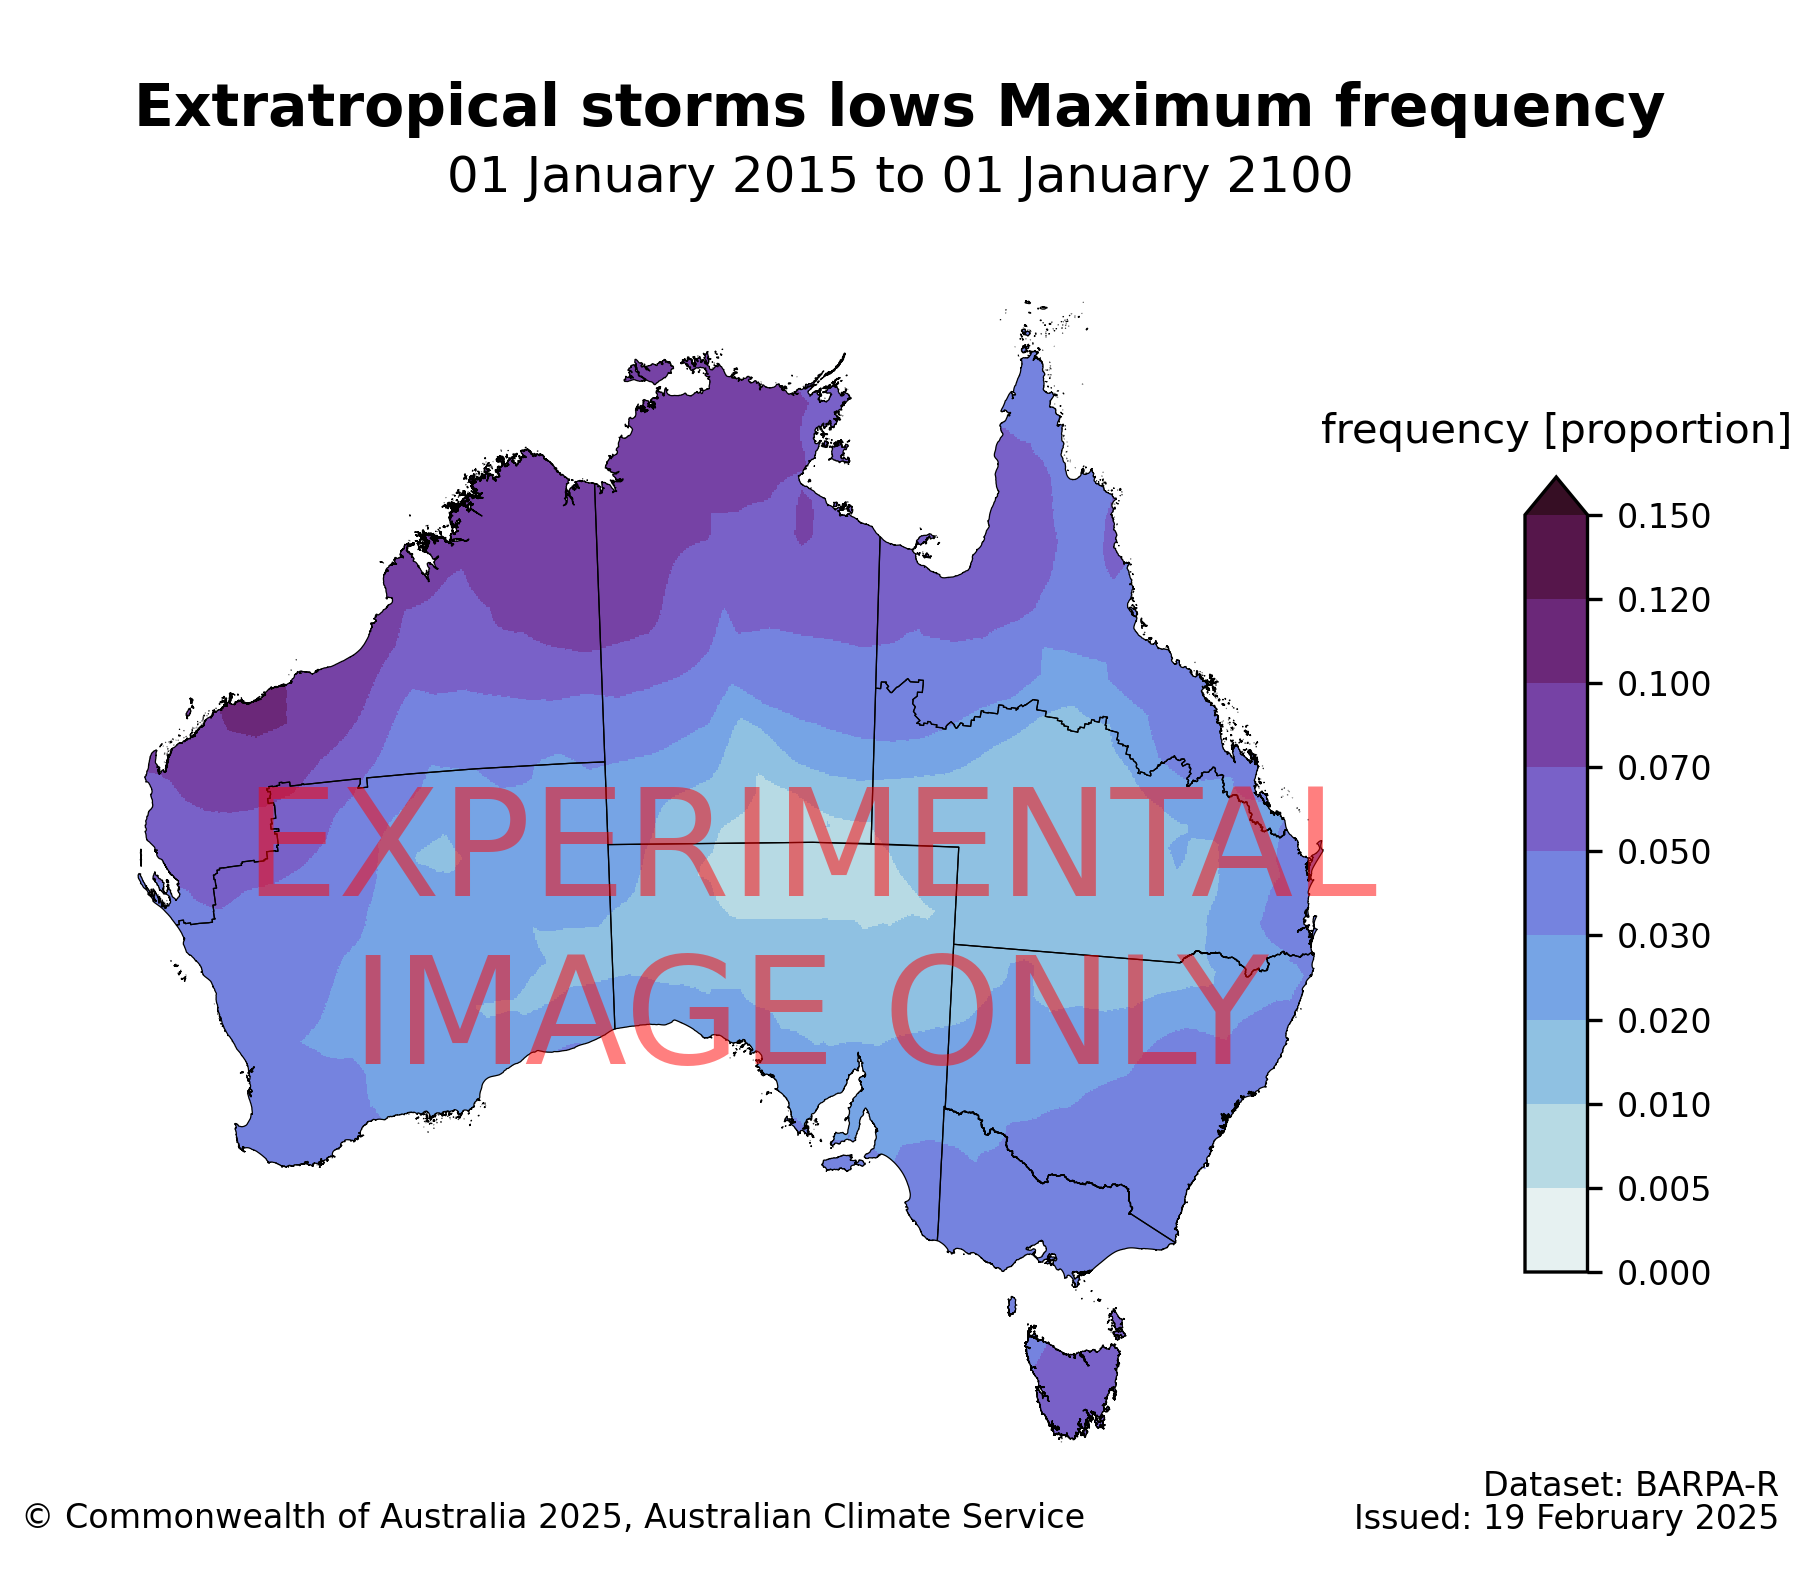 Extratropical storms lows Maximum frequency
01 January 2015 to 01 January 2100
frequency [proportion]
0.150
0.120
0.100
0.070
0.050
0.030
0.020
0.010
0.005
0.000
EXPERIMENTAL
IMAGE ONLY
Dataset: BARPA-R
© Commonwealth of Australia 2025, Australian Climate Service
Issued: 19 February 2025